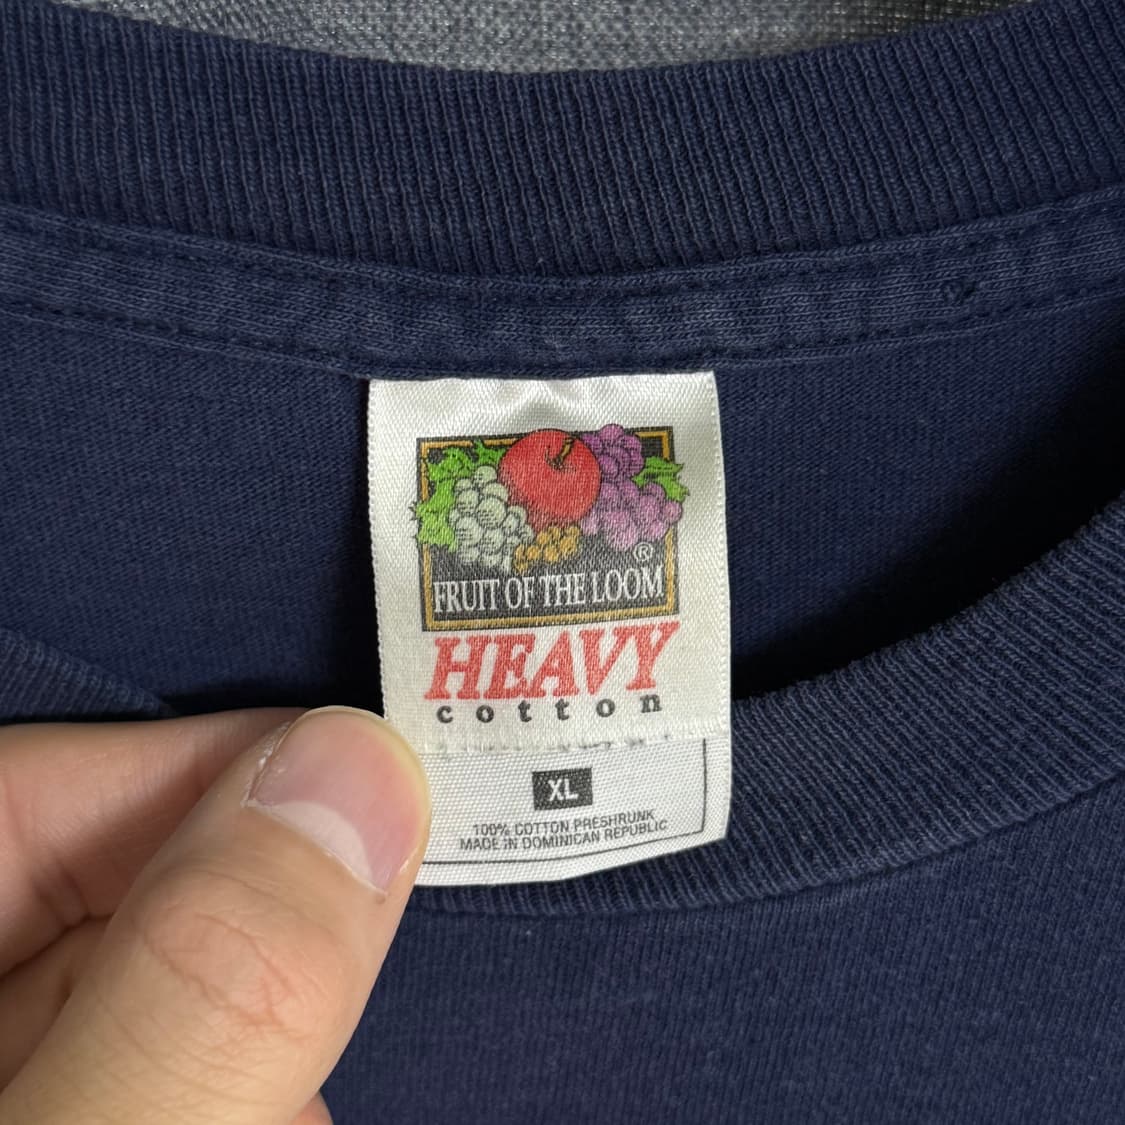 ®
FRUIT OF THE LOOM
HEAVY
cotton
XL
100% COTTON PRESHRUNK
MADE IN DOMINICAN REPUBLIC